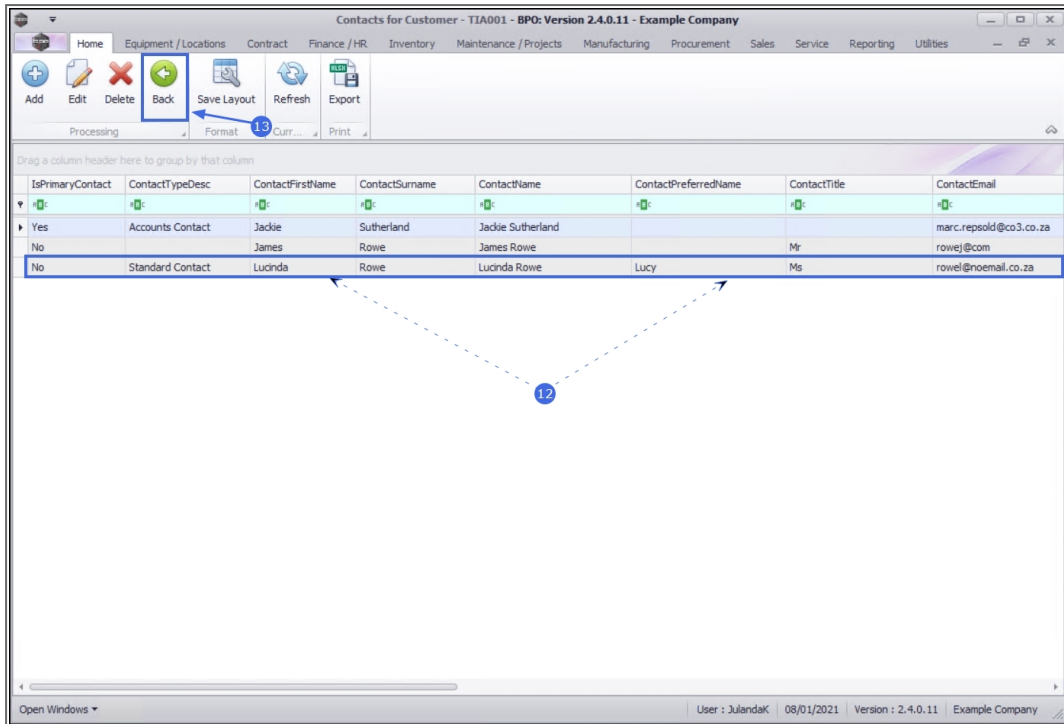 Contacts for Customer - TIA001 - BPO: Version 2.4.0.11 - Example Company
Home Equipment / Locations Contract Finance / HR Inventory Maintenance / Projects Manufacturing Procurement Sales Service Reporting Utilities
XLSX
Add Edit Delete Back Save Layout Refresh Export
13
Processing Format Curr... Print
Drag a column header here to group by that column
IsPrimaryContact ContactTypeDesc ContactFirstName ContactSurname ContactName ContactPreferredName ContactTitle ContactEmail
Yes Accounts Contact Jackie Sutherland Jackie Sutherland marc.repsold@co3.co.za
No James Rowe James Rowe Mr rowej@com
No Standard Contact Lucinda Rowe Lucinda Rowe Lucy Ms rowel@noemail.co.za
12
Open Windows User : JulandaK 08/01/2021 Version : 2.4.0.11 Example Company